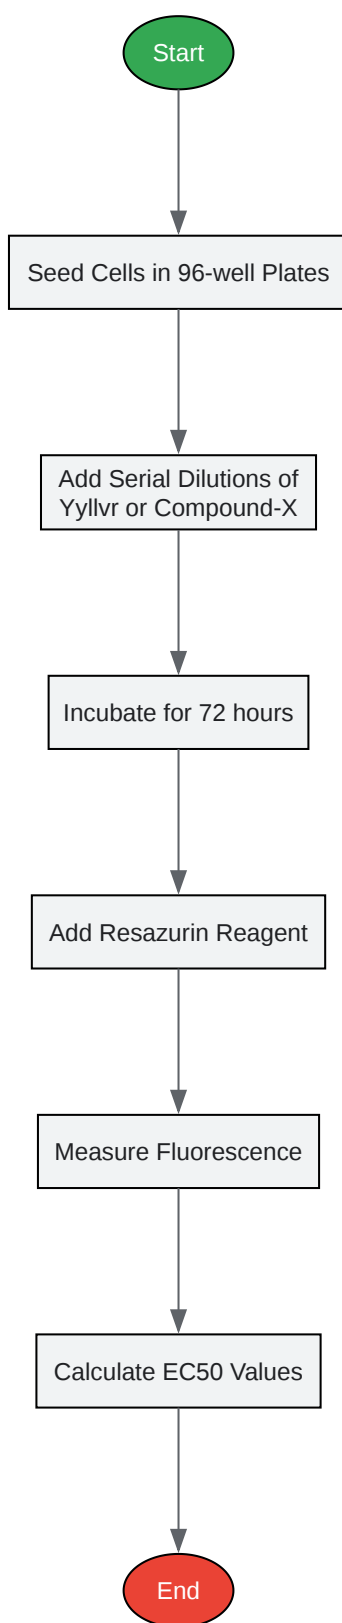 Start
Seed Cells in 96-well Plates
Add Serial Dilutions of
Yyllvr or Compound-X
Incubate for 72 hours
Add Resazurin Reagent
Measure Fluorescence
Calculate EC50 Values
End